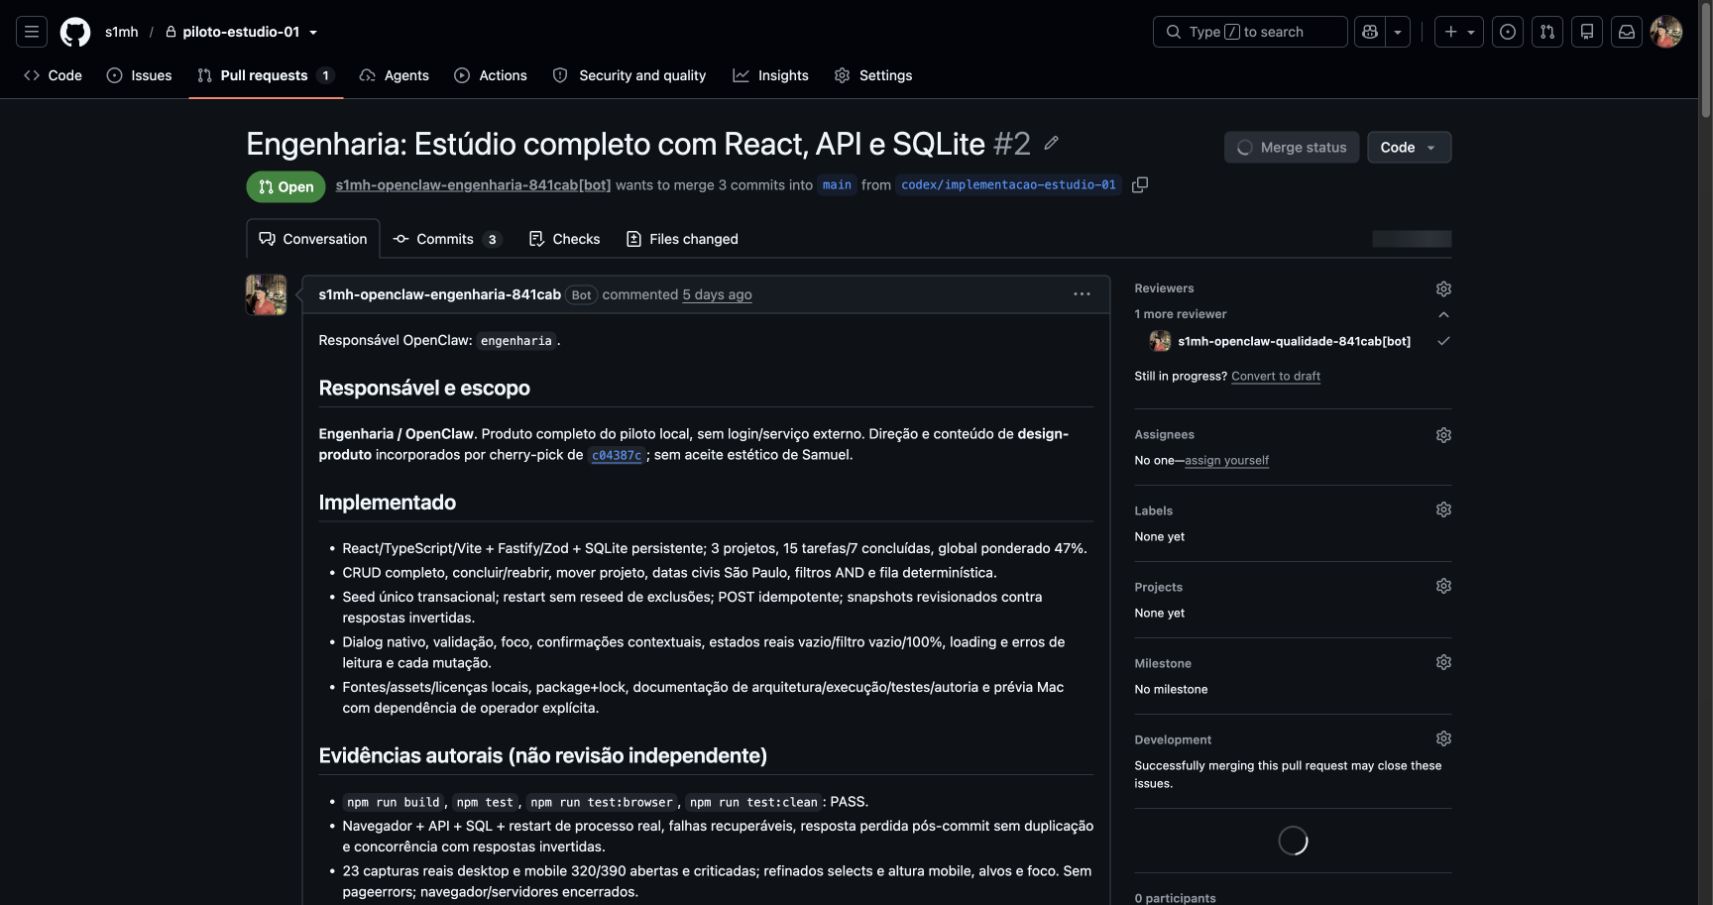 s1mh / piloto-estudio-01
Type / to search
Code
Issues
Pull requests 1
Agents
Actions
Security and quality
Insights
Settings
Engenharia: Estúdio completo com React, API e SQLite #2
Merge status
Code
Open
s1mh-openclaw-engenharia-841cab[bot] wants to merge 3 commits into main from codex/implementacao-estudio-01
Conversation
Commits 3
Checks
Files changed
s1mh-openclaw-engenharia-841cab Bot commented 5 days ago
Responsável OpenClaw: engenharia.
Responsável e escopo
Engenharia / OpenClaw. Produto completo do piloto local, sem login/serviço externo. Direção e conteúdo de design-
produto incorporados por cherry-pick de c04387c; sem aceite estético de Samuel.
Implementado
• React/TypeScript/Vite + Fastify/Zod + SQLite persistente; 3 projetos, 15 tarefas/7 concluídas, global ponderado 47%.
• CRUD completo, concluir/reabrir, mover projeto, datas civis São Paulo, filtros AND e fila determinística.
• Seed único transacional; restart sem reseed de exclusões; POST idempotente; snapshots revisionados contra
respostas invertidas.
• Dialog nativo, validação, foco, confirmações contextuais, estados reais vazio/filtro vazio/100%, loading e erros de
leitura e cada mutação.
• Fontes/assets/licenças locais, package+lock, documentação de arquitetura/execução/testes/autoria e prévia Mac
com dependência de operador explícita.
Evidências autorais (não revisão independente)
• npm run build, npm test, npm run test:browser, npm run test:clean: PASS.
• Navegador + API + SQL + restart de processo real, falhas recuperáveis, resposta perdida pós-commit sem duplicação
e concorrência com respostas invertidas.
• 23 capturas reais desktop e mobile 320/390 abertas e criticadas; refinados selects e altura mobile, alvos e foco. Sem
pageerrors; navegador/servidores encerrados.
Reviewers
1 more reviewer
s1mh-openclaw-qualidade-841cab[bot]
Still in progress? Convert to draft
Assignees
No one—assign yourself
Labels
None yet
Projects
None yet
Milestone
No milestone
Development
Successfully merging this pull request may close these
issues.
0 participants